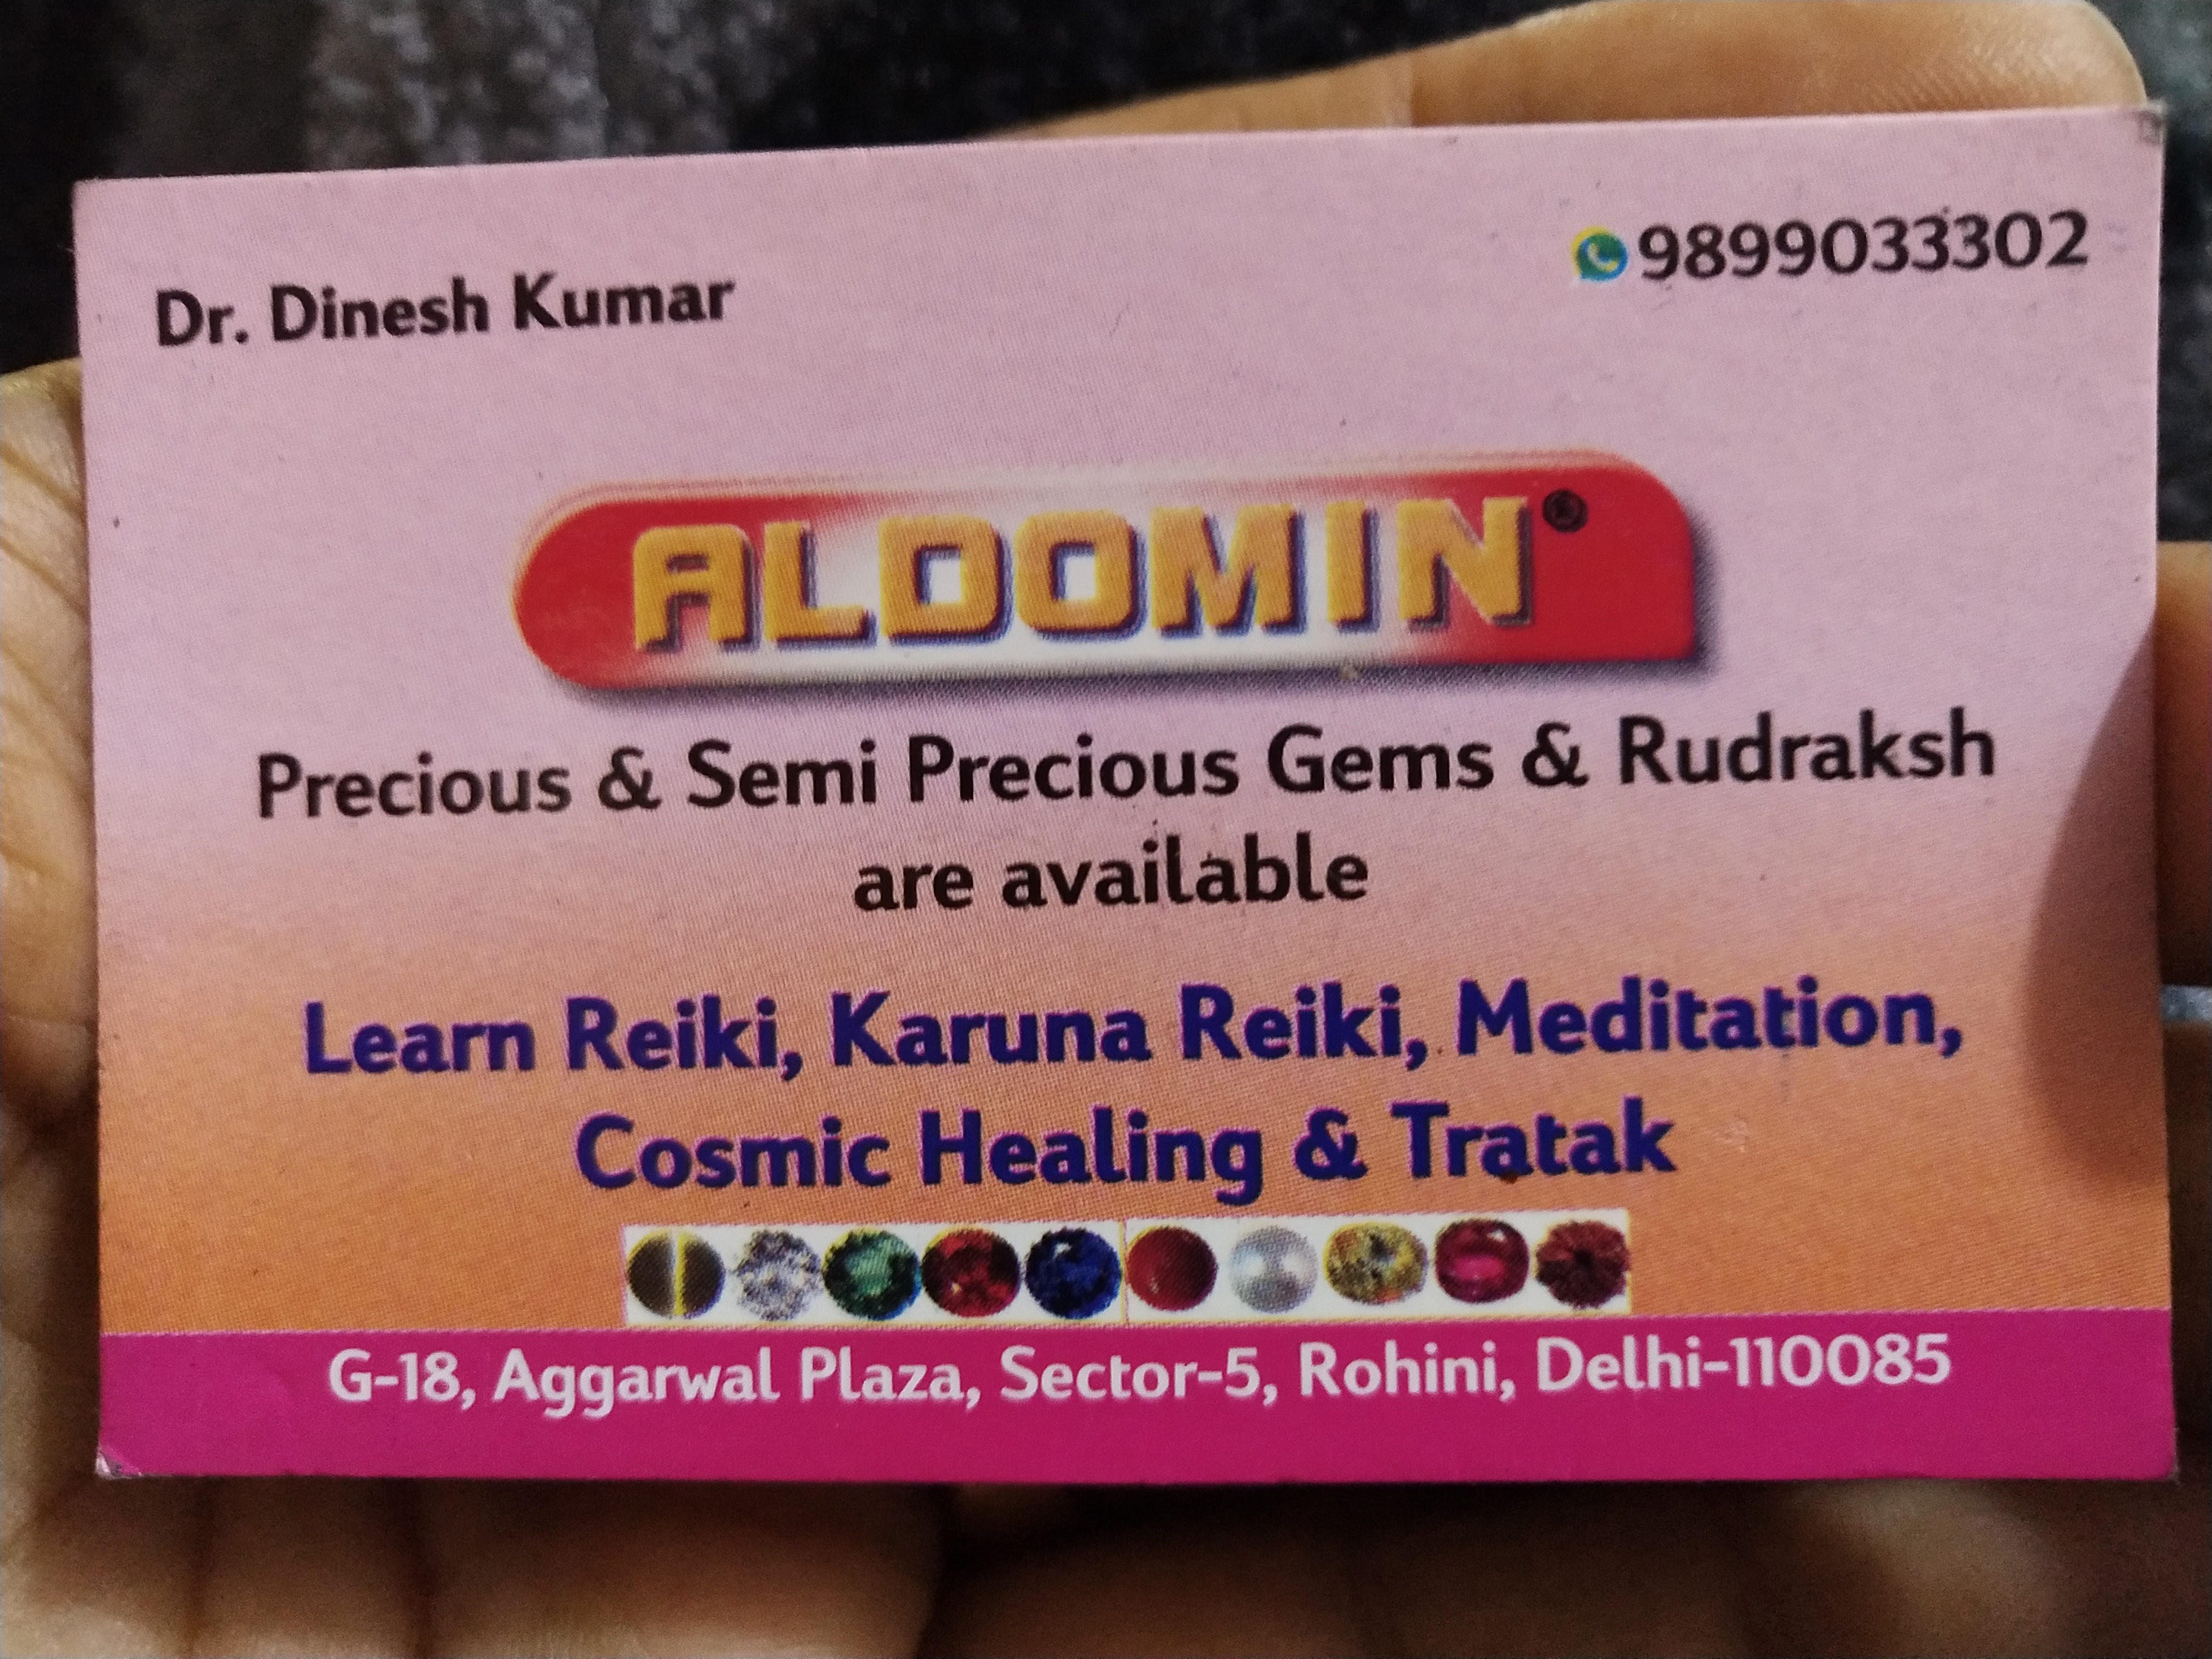 Dr. Dinesh Kumar
9899033302
ALDOMIN®
Precious & Semi Precious Gems & Rudraksh
are available
Learn Reiki, Karuna Reiki, Meditation,
Cosmic Healing & Tratak
G-18, Aggarwal Plaza, Sector-5, Rohini, Delhi-110085